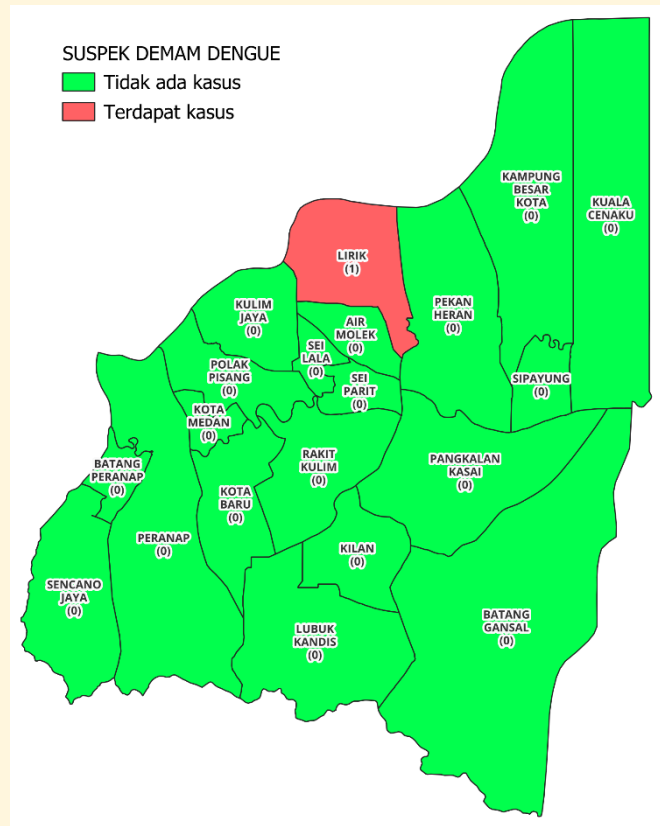 SUSPEK DEMAM DENGUE
Tidak ada kasus
Terdapat kasus
KAMPUNG
BESAR
KOTA
(0)
KUALA
CENAKU
(0)
LIRIK
(1)
PEKAN
HERAN
(0)
KULIM
JAYA
(0)
AIR
MOLEK
(0)
SEI
LALA
(0)
POLAK
PISANG
(0)
SEI
PARIT
(0)
SIPAYUNG
(0)
KOTA
MEDAN
(0)
BATANG
PERANAP
(0)
RAKIT
KULIM
(0)
PANGKALAN
KASAI
(0)
KOTA
BARU
(0)
PERANAP
(0)
KILAN
(0)
SENCANO
JAYA
(0)
LUBUK
KANDIS
(0)
BATANG
GANSAL
(0)